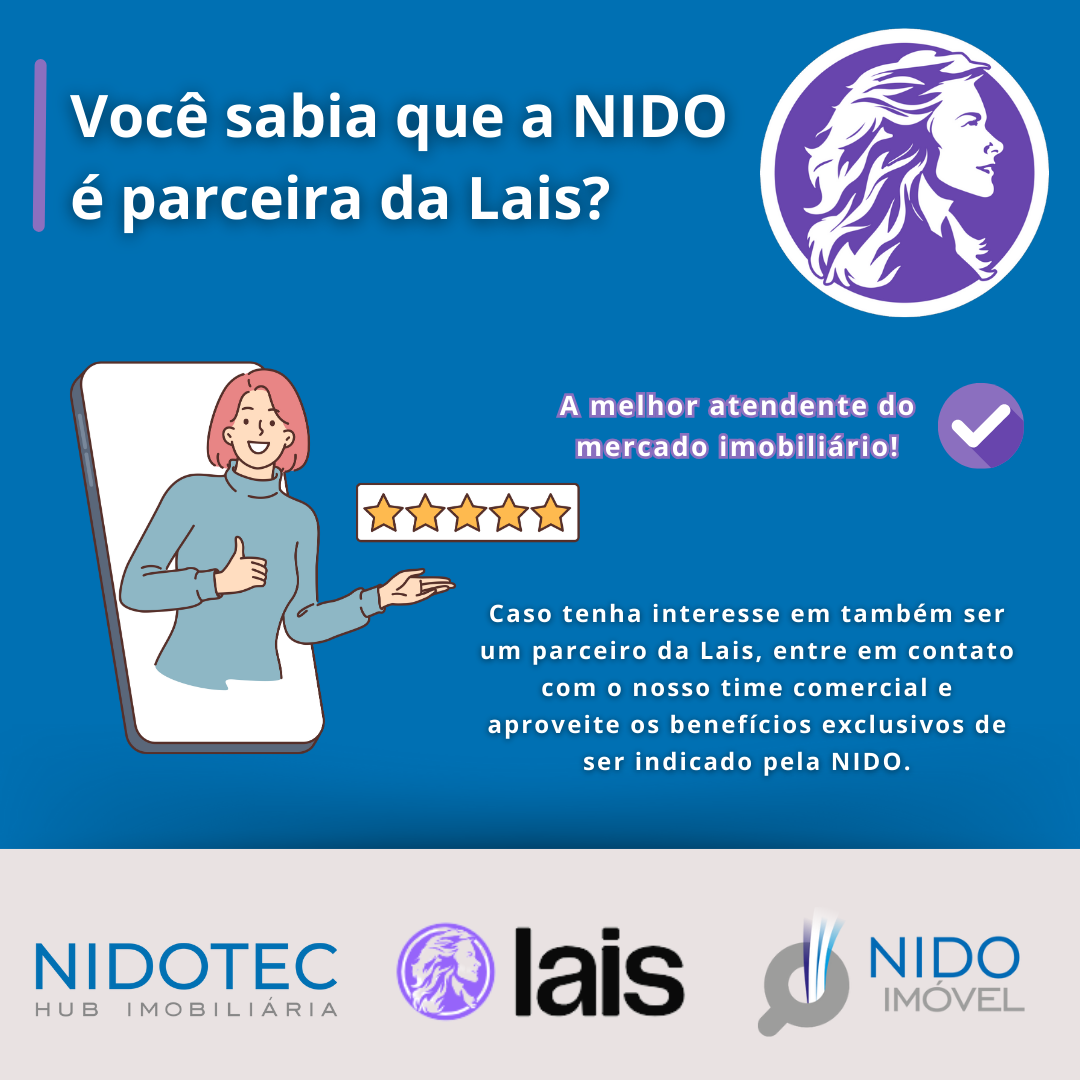 Você sabia que a NIDO
é parceira da Lais?
A melhor atendente do
mercado imobiliário!
Caso tenha interesse em também ser
um parceiro da Lais, entre em contato
com o nosso time comercial e
aproveite os benefícios exclusivos de
ser indicado pela NIDO.
NIDOTEC
HUB IMOBILIÁRIA
lais
NIDO
IMÓVEL